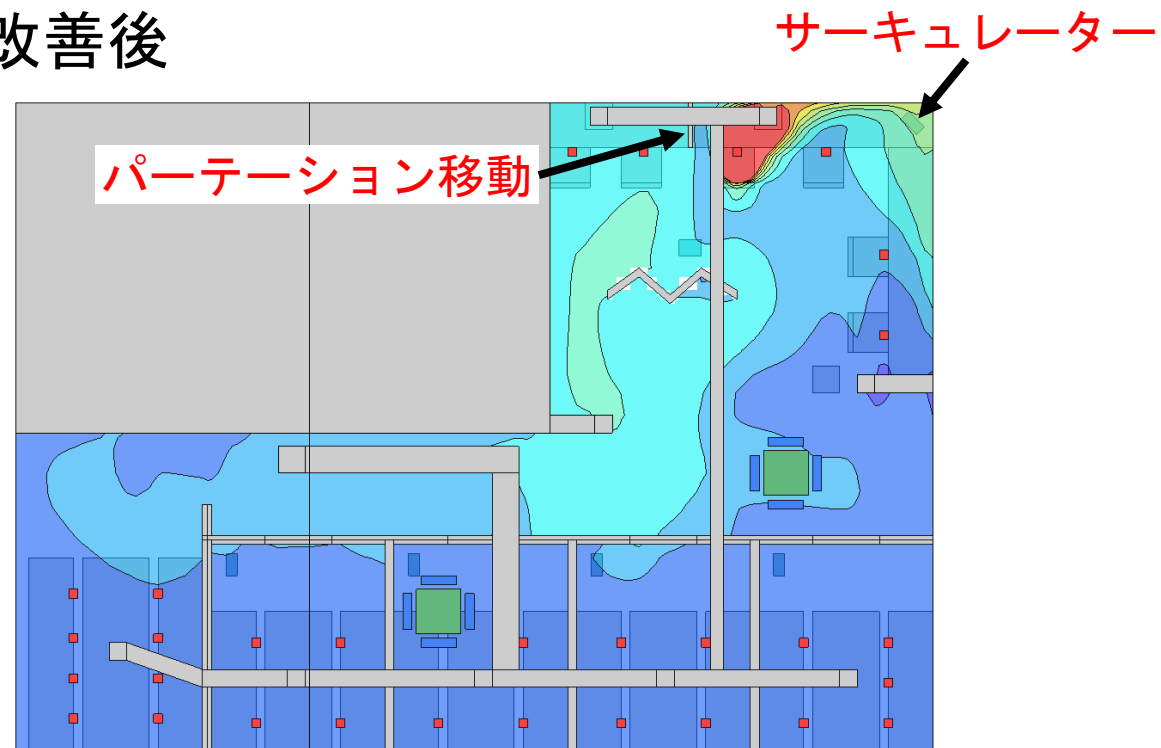 改善後
サーキュレーター
パーテーション移動